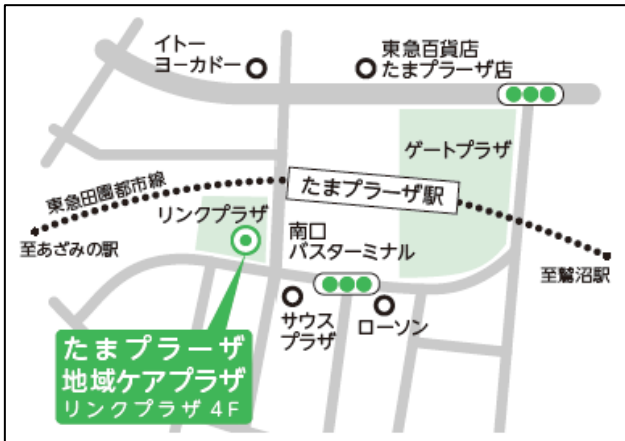 イトー
ヨーカドー
東急百貨店
たまプラーザ店
ゲートプラザ
東急田園都市線
たまプラーザ駅
リンクプラザ
至あざみの駅
南口
バスターミナル
至鷺沼駅
サウス
プラザ
ローソン
たまプラーザ
地域ケアプラザ
リンクプラザ 4F